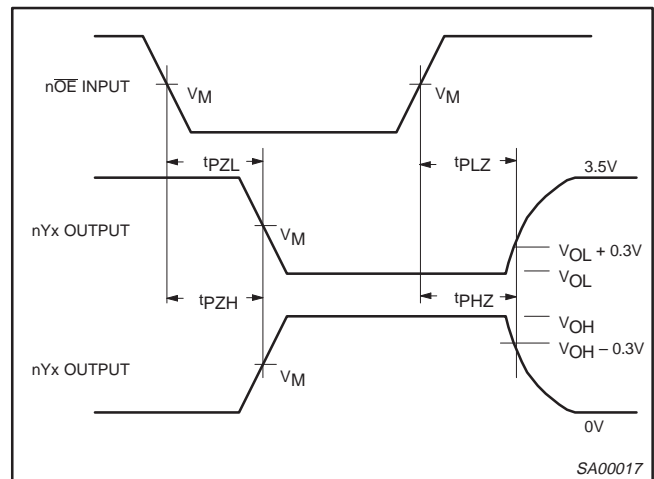 nOE INPUT
VM
VM
tPZL
tPLZ
3.5V
nYx OUTPUT
VM
VOL + 0.3V
VOL
tPZH
tPHZ
VOH
VOH – 0.3V
nYx OUTPUT
VM
0V
SA00017